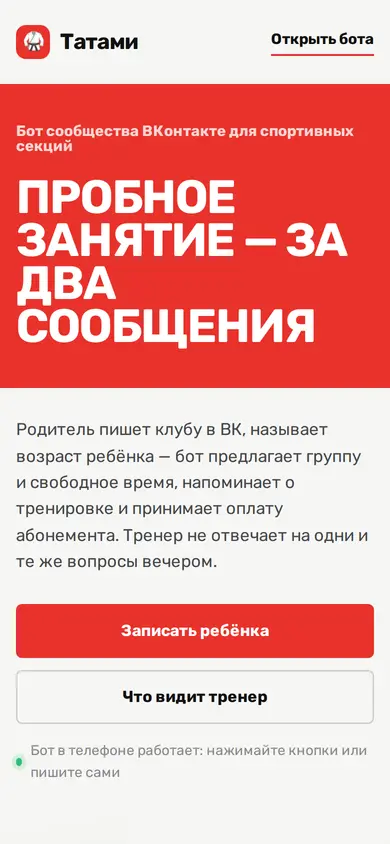 Татами
Открыть бота
Бот сообщества ВКонтакте для спортивных
секций
ПРОБНОЕ
ЗАНЯТИЕ — ЗА
ДВА
СООБЩЕНИЯ
Родитель пишет клубу в ВК, называет
возраст ребёнка — бот предлагает группу
и свободное время, напоминает о
тренировке и принимает оплату
абонемента. Тренер не отвечает на одни и
те же вопросы вечером.
Записать ребёнка
Что видит тренер
Бот в телефоне работает: нажимайте кнопки или
пишите сами